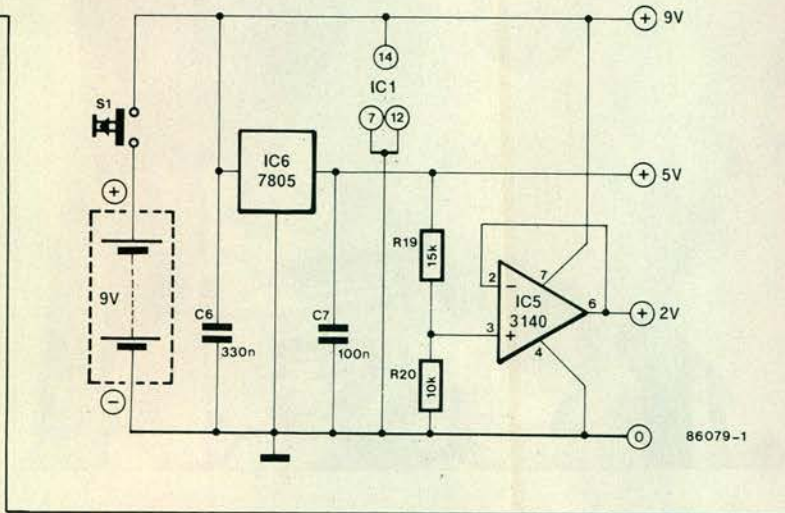 + 9V
14
S1
IC1
7 12
IC6
7805
+ 5V
+
R19
15k
9V
2
−
7
IC5
3140
6
+ 2V
C6
330n
C7
100n
3
+
4
R20
10k
−
0
86079-1